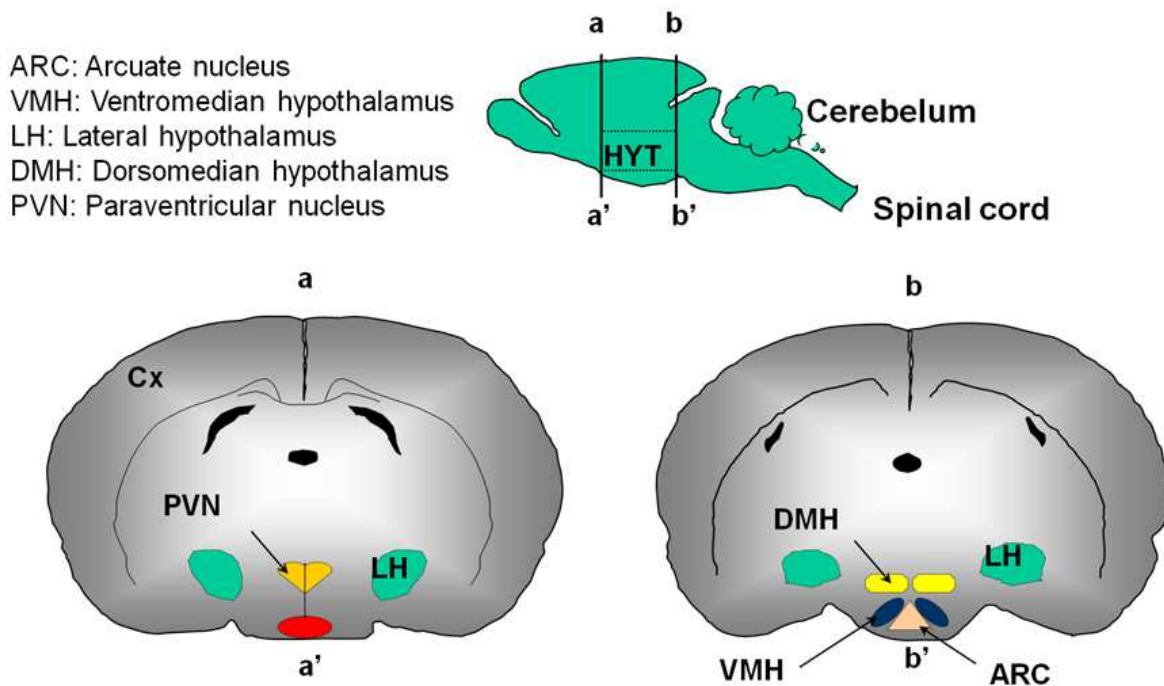 a b
ARC: Arcuate nucleus
VMH: Ventromedian hypothalamus
LH: Lateral hypothalamus
DMH: Dorsomedian hypothalamus
PVN: Paraventricular nucleus
Cerebelum
HYT
a' b'
Spinal cord
a
b
Cx
PVN
LH
a'
DMH
LH
VMH
b'
ARC